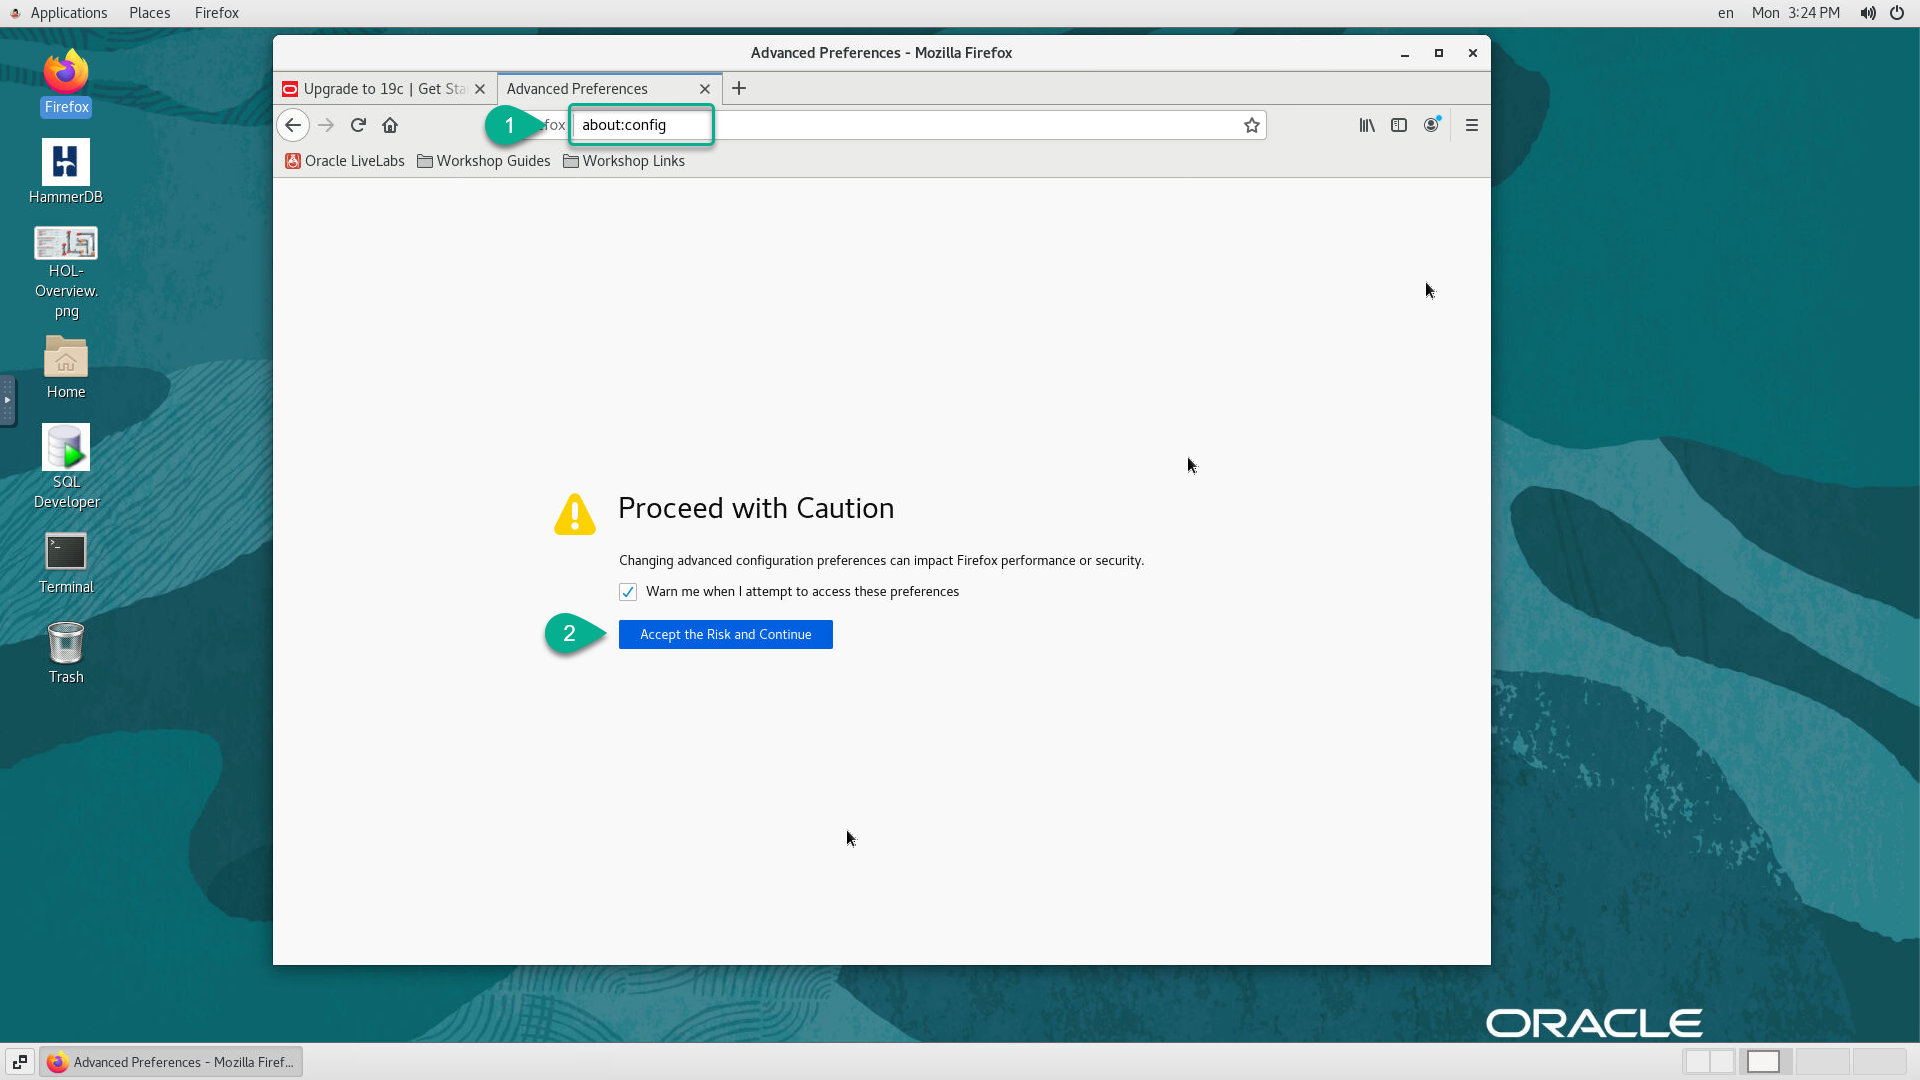 Applications Places Firefox en Mon 3:24 PM
Advanced Preferences - Mozilla Firefox
Upgrade to 19c | Get Sta
Advanced Preferences
1
efox
about:config
Oracle LiveLabs Workshop Guides Workshop Links
Firefox
HammerDB
HOL-
Overview.
png
Home
SQL
Developer
Terminal
Trash
Proceed with Caution
Changing advanced configuration preferences can impact Firefox performance or security.
Warn me when I attempt to access these preferences
2
Accept the Risk and Continue
ORACLE
Advanced Preferences - Mozilla Firef...